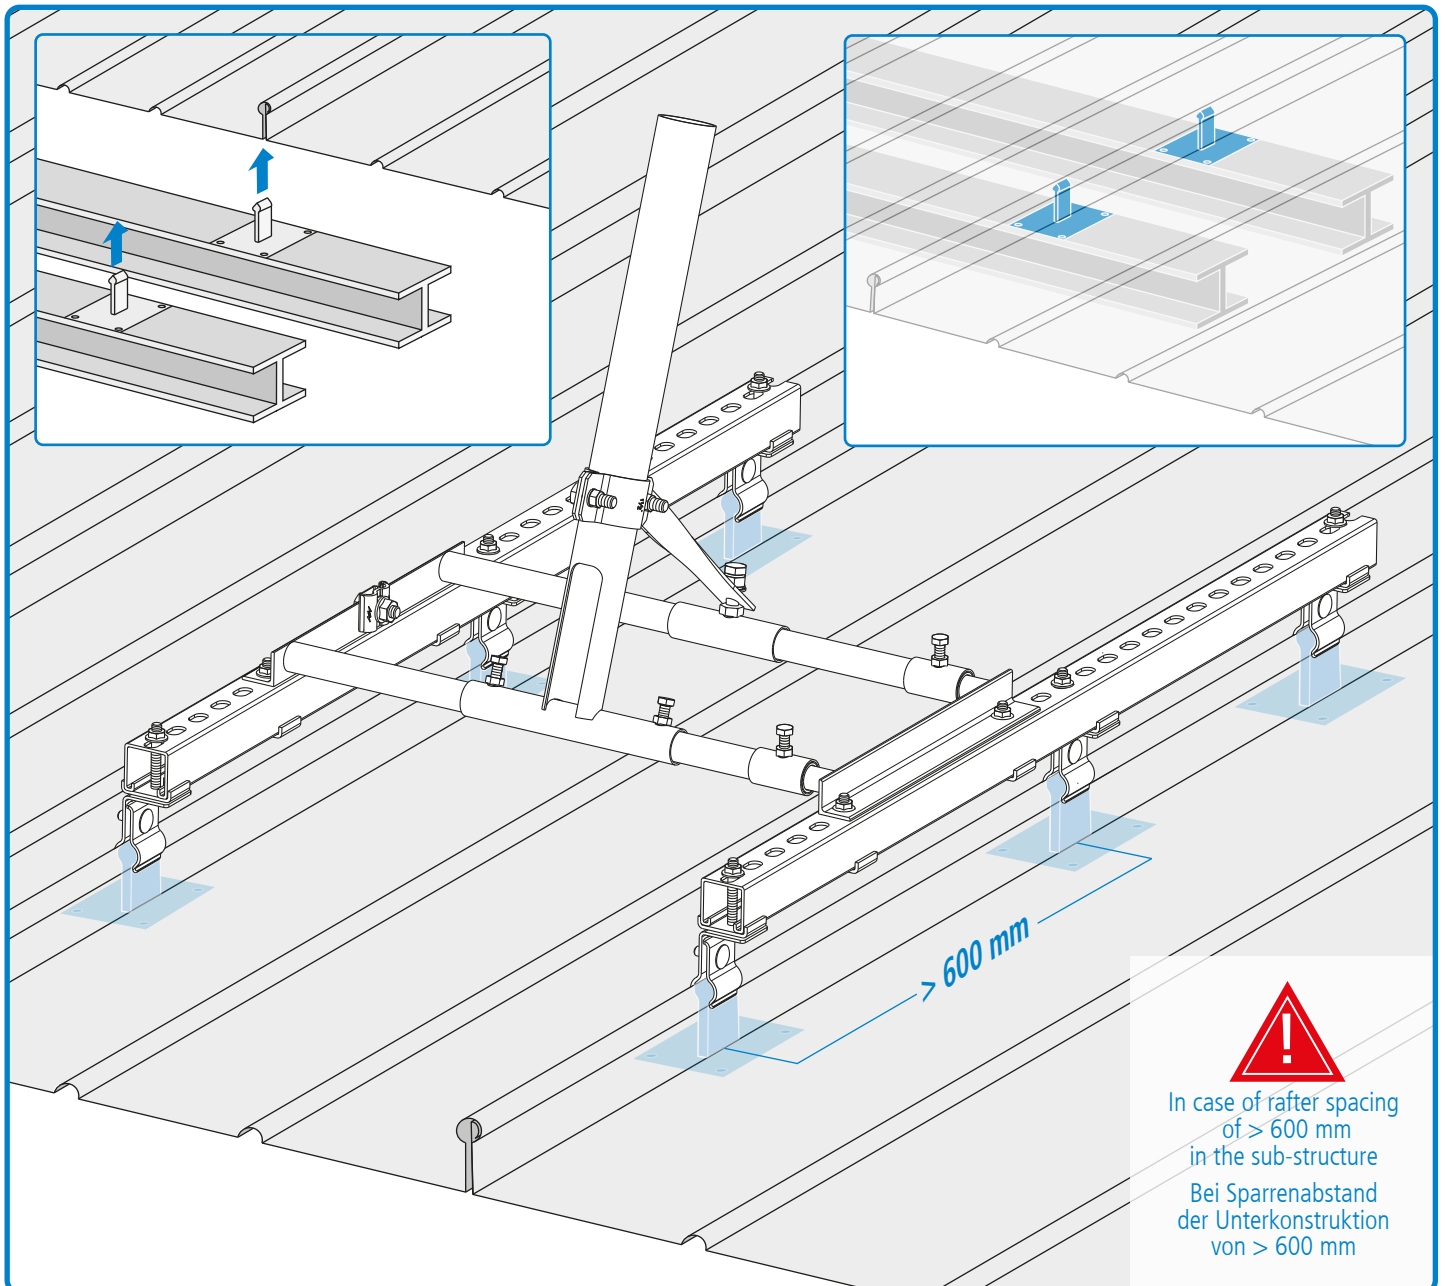 > 600 mm
In case of rafter spacing
of > 600 mm
in the sub-structure
Bei Sparrenabstand
der Unterkonstruktion
von > 600 mm